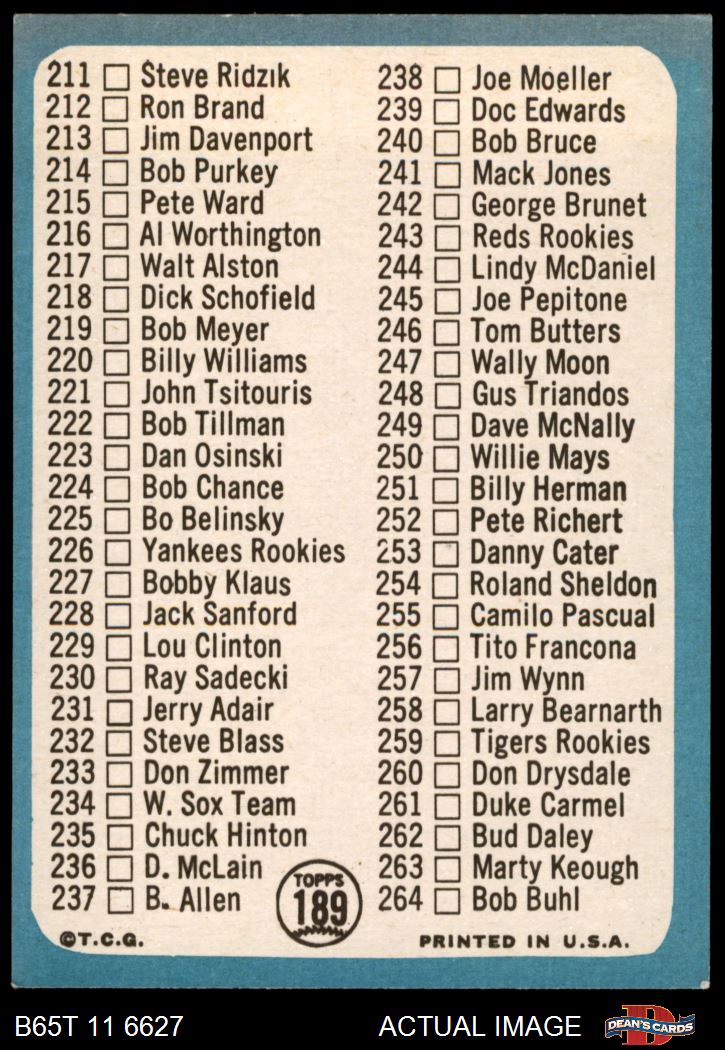 211 Steve Ridzik
212 Ron Brand
213 Jim Davenport
214 Bob Purkey
215 Pete Ward
216 Al Worthington
217 Walt Alston
218 Dick Schofield
219 Bob Meyer
220 Billy Williams
221 John Tsitouris
222 Bob Tillman
223 Dan Osinski
224 Bob Chance
225 Bo Belinsky
226 Yankees Rookies
227 Bobby Klaus
228 Jack Sanford
229 Lou Clinton
230 Ray Sadecki
231 Jerry Adair
232 Steve Blass
233 Don Zimmer
234 W. Sox Team
235 Chuck Hinton
236 D. McLain
237 B. Allen
238 Joe Moeller
239 Doc Edwards
240 Bob Bruce
241 Mack Jones
242 George Brunet
243 Reds Rookies
244 Lindy McDaniel
245 Joe Pepitone
246 Tom Butters
247 Wally Moon
248 Gus Triandos
249 Dave McNally
250 Willie Mays
251 Billy Herman
252 Pete Richert
253 Danny Cater
254 Roland Sheldon
255 Camilo Pascual
256 Tito Francona
257 Jim Wynn
258 Larry Bearnarth
259 Tigers Rookies
260 Don Drysdale
261 Duke Carmel
262 Bud Daley
263 Marty Keough
264 Bob Buhl
TOPPS
189
©T.C.G.
PRINTED IN U.S.A.
B65T 11 6627
ACTUAL IMAGE
D
DEAN'S CARDS